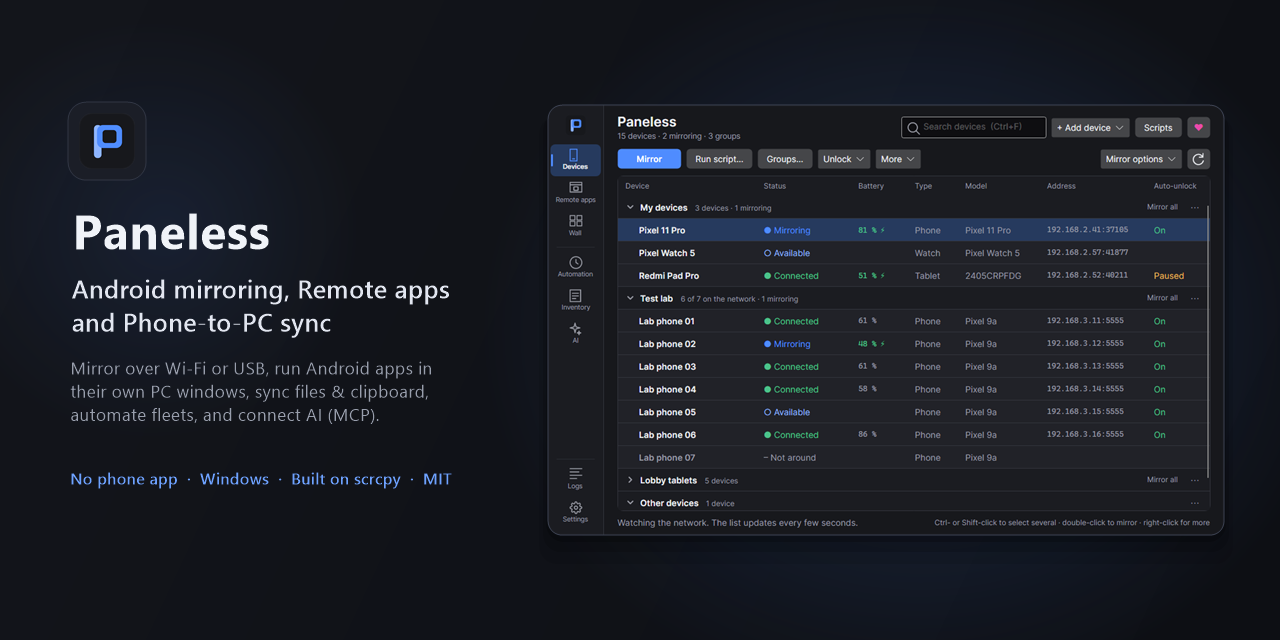 Paneless
Android mirroring, Remote apps
and Phone-to-PC sync
Mirror over Wi-Fi or USB, run Android apps in
their own PC windows, sync files & clipboard,
automate fleets, and connect AI (MCP).
No phone app · Windows · Built on scrcpy · MIT
Devices
Remote apps
Wall
Automation
Inventory
AI
Logs
Settings
Paneless
15 devices · 2 mirroring · 3 groups
Search devices (Ctrl+F)
+ Add device
Scripts
Mirror
Run script...
Groups...
Unlock
More
Mirror options
Device Status Battery Type Model Address Auto-unlock
My devices 3 devices · 1 mirroring Mirror all ...
Pixel 11 Pro Mirroring 81 % Phone Pixel 11 Pro 192.168.2.41:37105 On
Pixel Watch 5 Available Watch Pixel Watch 5 192.168.2.57:41877
Redmi Pad Pro Connected 51 % Tablet 2405CRPFDG 192.168.2.52:40211 Paused
Test lab 6 of 7 on the network · 1 mirroring Mirror all ...
Lab phone 01 Connected 61 % Phone Pixel 9a 192.168.3.11:5555 On
Lab phone 02 Mirroring 48 % Phone Pixel 9a 192.168.3.12:5555 On
Lab phone 03 Connected 61 % Phone Pixel 9a 192.168.3.13:5555 On
Lab phone 04 Connected 58 % Phone Pixel 9a 192.168.3.14:5555 On
Lab phone 05 Available Phone Pixel 9a 192.168.3.15:5555 On
Lab phone 06 Connected 86 % Phone Pixel 9a 192.168.3.16:5555 On
Lab phone 07 – Not around Phone Pixel 9a
Lobby tablets 5 devices Mirror all ...
Other devices 1 device ...
Watching the network. The list updates every few seconds. Ctrl- or Shift-click to select several · double-click to mirror · right-click for more